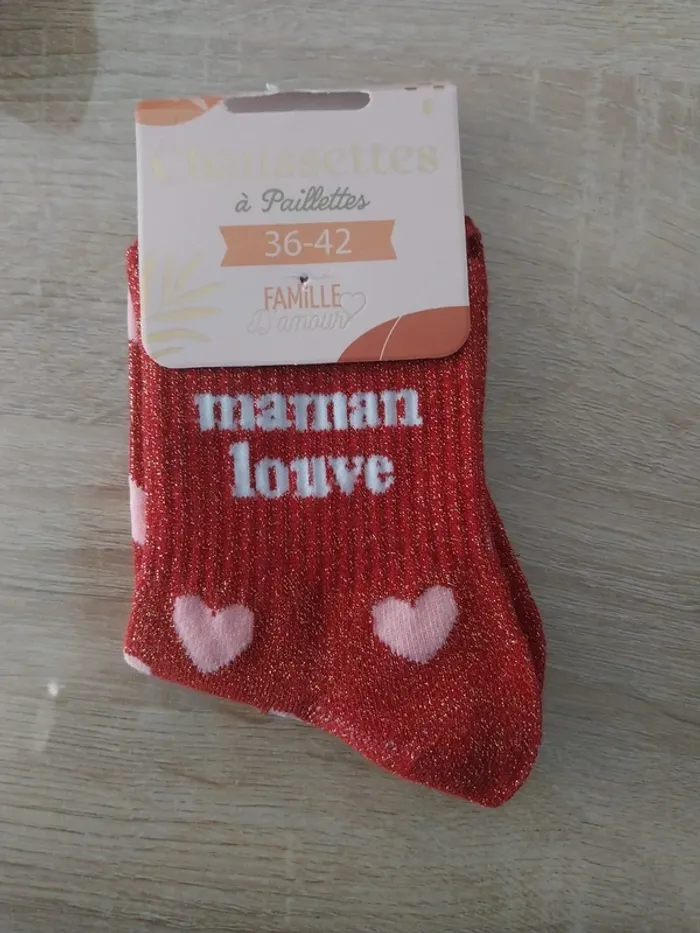 Chaussettes
à Paillettes
36-42
FAMiLLE
d'amour
maman
louve